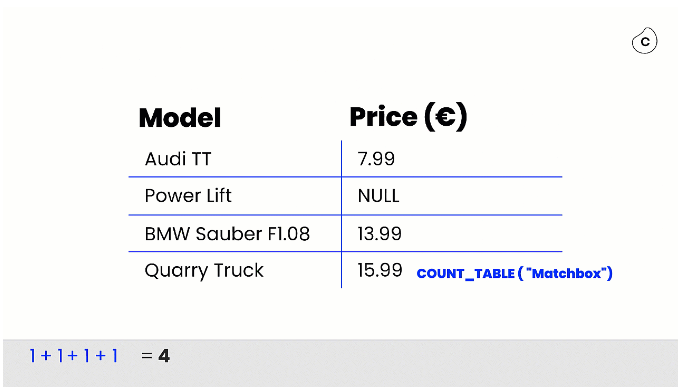 C
Model Price (€)
Audi TT 7.99
Power Lift NULL
BMW Sauber F1.08 13.99
Quarry Truck 15.99 COUNT_TABLE ( "Matchbox")
1 + 1 + 1 + 1 = 4